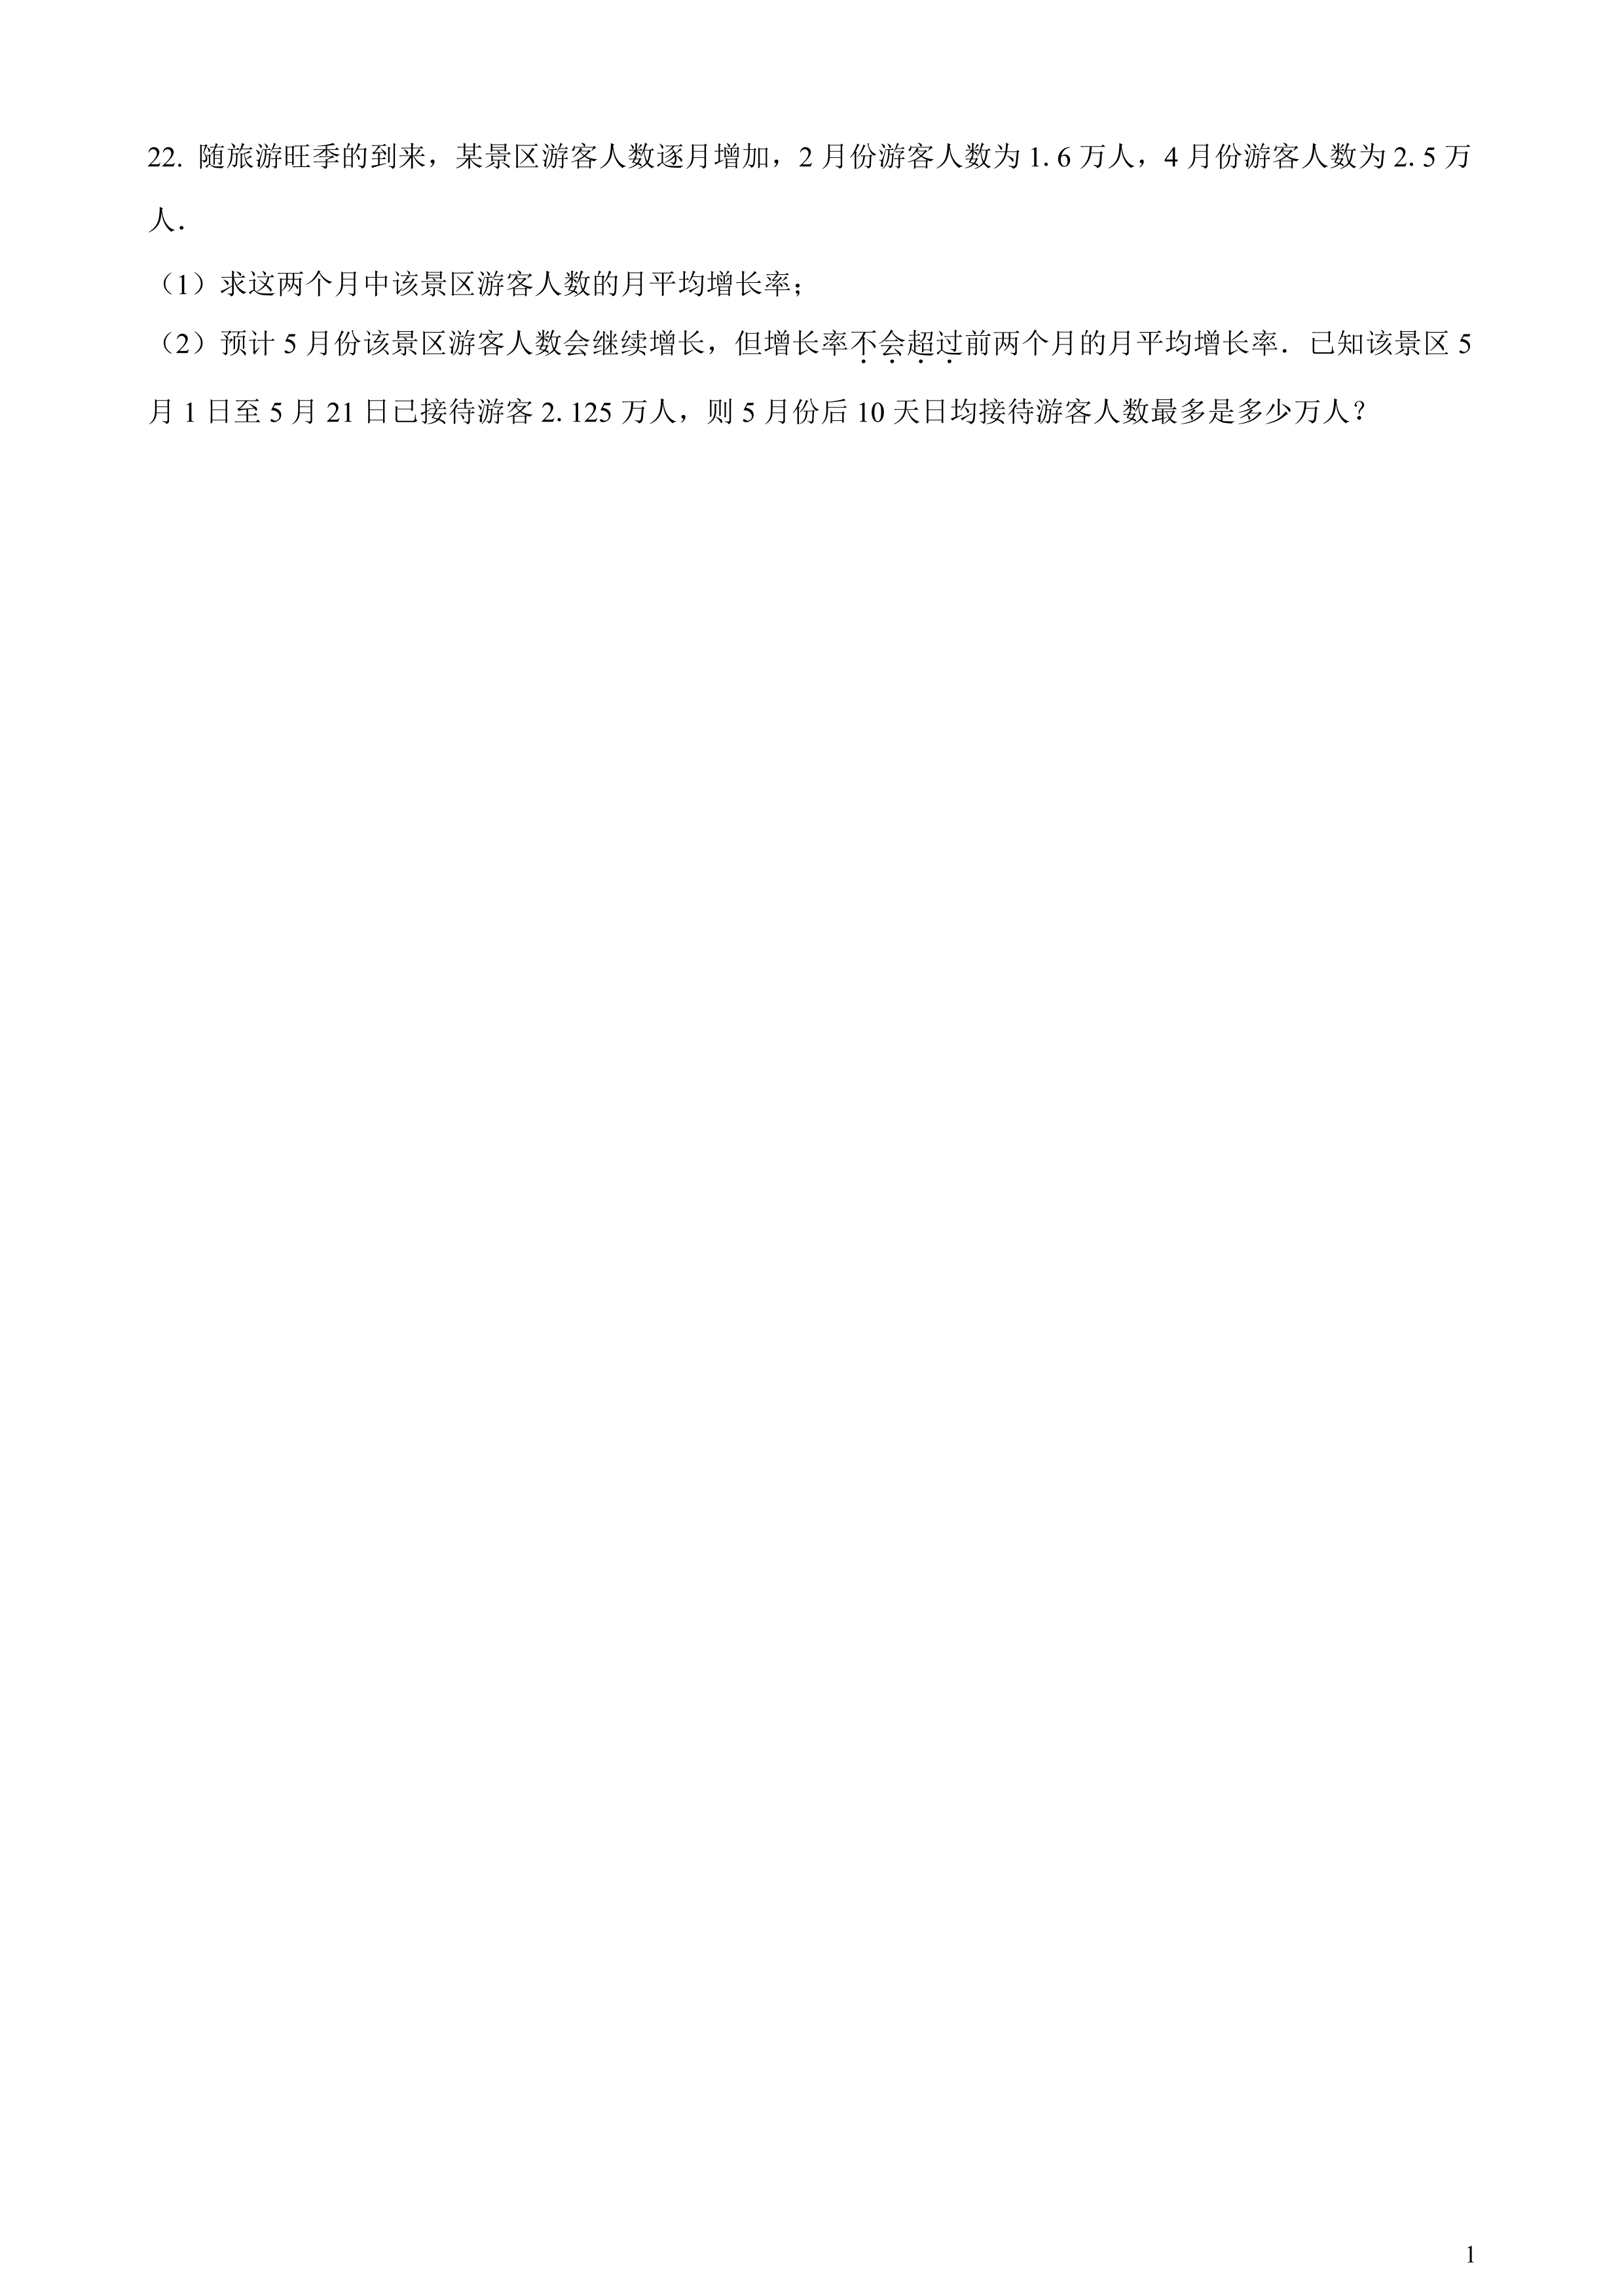 22. 随旅游旺季的到来，某景区游客人数逐月增加，2 月份游客人数为 1. 6 万人，4 月份游客人数为 2. 5 万
人．
（1）求这两个月中该景区游客人数的月平均增长率；
（2）预计 5 月份该景区游客人数会继续增长，但增长率不会超过前两个月的月平均增长率．已知该景区 5
月 1 日至 5 月 21 日已接待游客 2. 125 万人，则 5 月份后 10 天日均接待游客人数最多是多少万人？
1